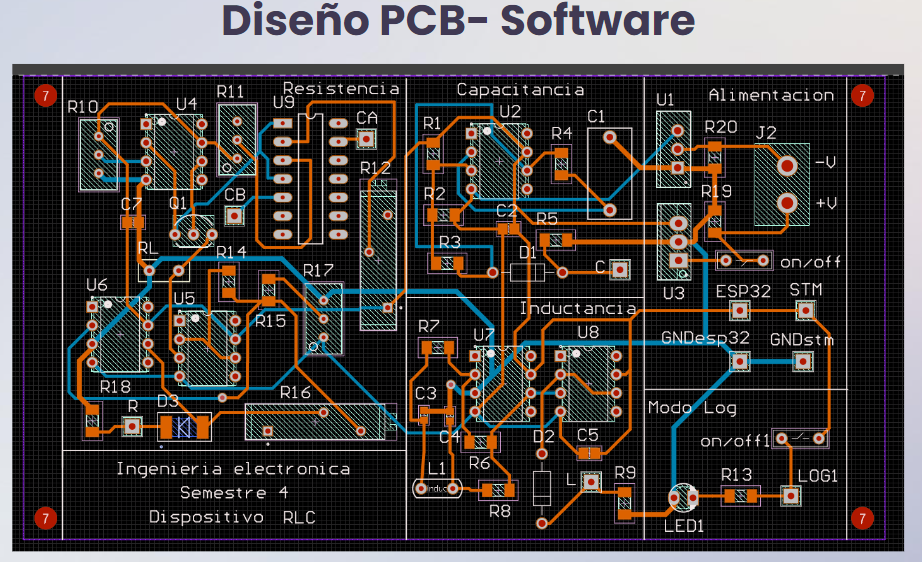 Diseño PCB- Software
7
7
Resistencia
Capacitancia
Alimentacion
R10
U4
R11
U9
CA
R12
R1
U2
R4
C1
U1
R20
J2
-V
+V
C7
Q1
CB
R2
C2
R5
R19
RL
R14
R17
R3
D1
C
U3
on/off
U6
U5
R15
Inductancia
ESP32
STM
R7
U7
U8
GNDesp32
GNDstm
R18
R
D3
R16
C3
C4
D2
C5
Modo Log
on/off1
R6
Ingenieria electronica
Semestre 4
Dispositivo RLC
L1
R8
L
R9
R13
LOG1
LED1
7
7